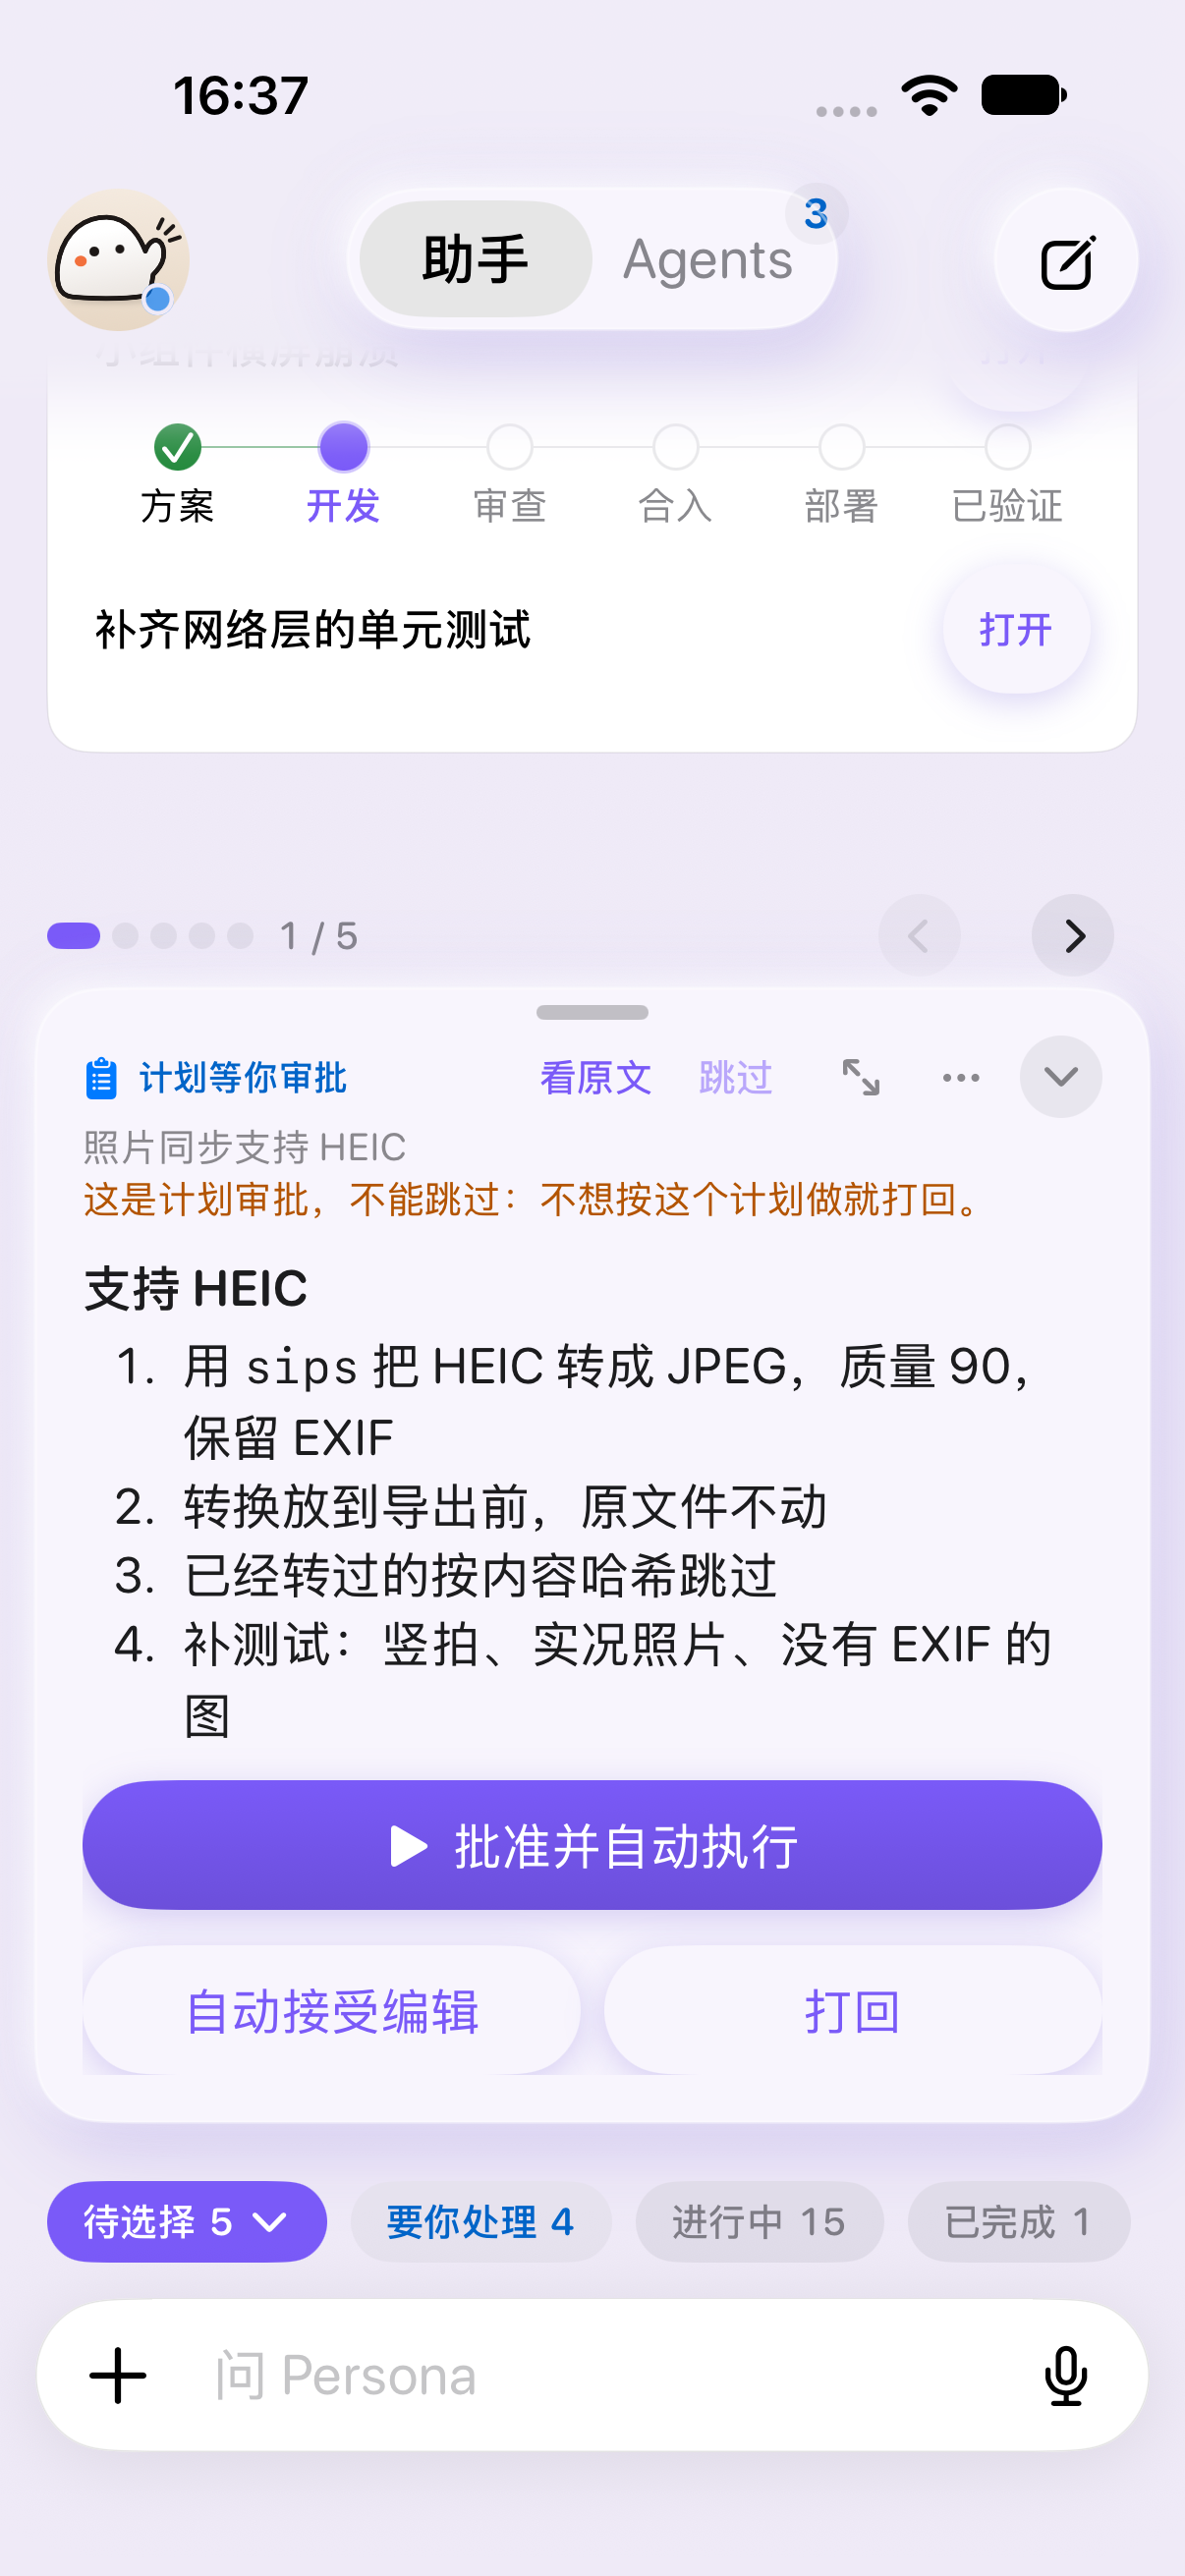 16:37
助手
Agents
3
方案
开发
审查
合入
部署
已验证
补齐网络层的单元测试
打开
1 / 5
计划等你审批
看原文
跳过
照片同步支持 HEIC
这是计划审批，不能跳过：不想按这个计划做就打回。
支持 HEIC
1. 用 sips 把 HEIC 转成 JPEG，质量 90，
保留 EXIF
2. 转换放到导出前，原文件不动
3. 已经转过的按内容哈希跳过
4. 补测试：竖拍、实况照片、没有 EXIF 的
图
批准并自动执行
自动接受编辑
打回
待选择 5
要你处理 4
进行中 15
已完成 1
问 Persona